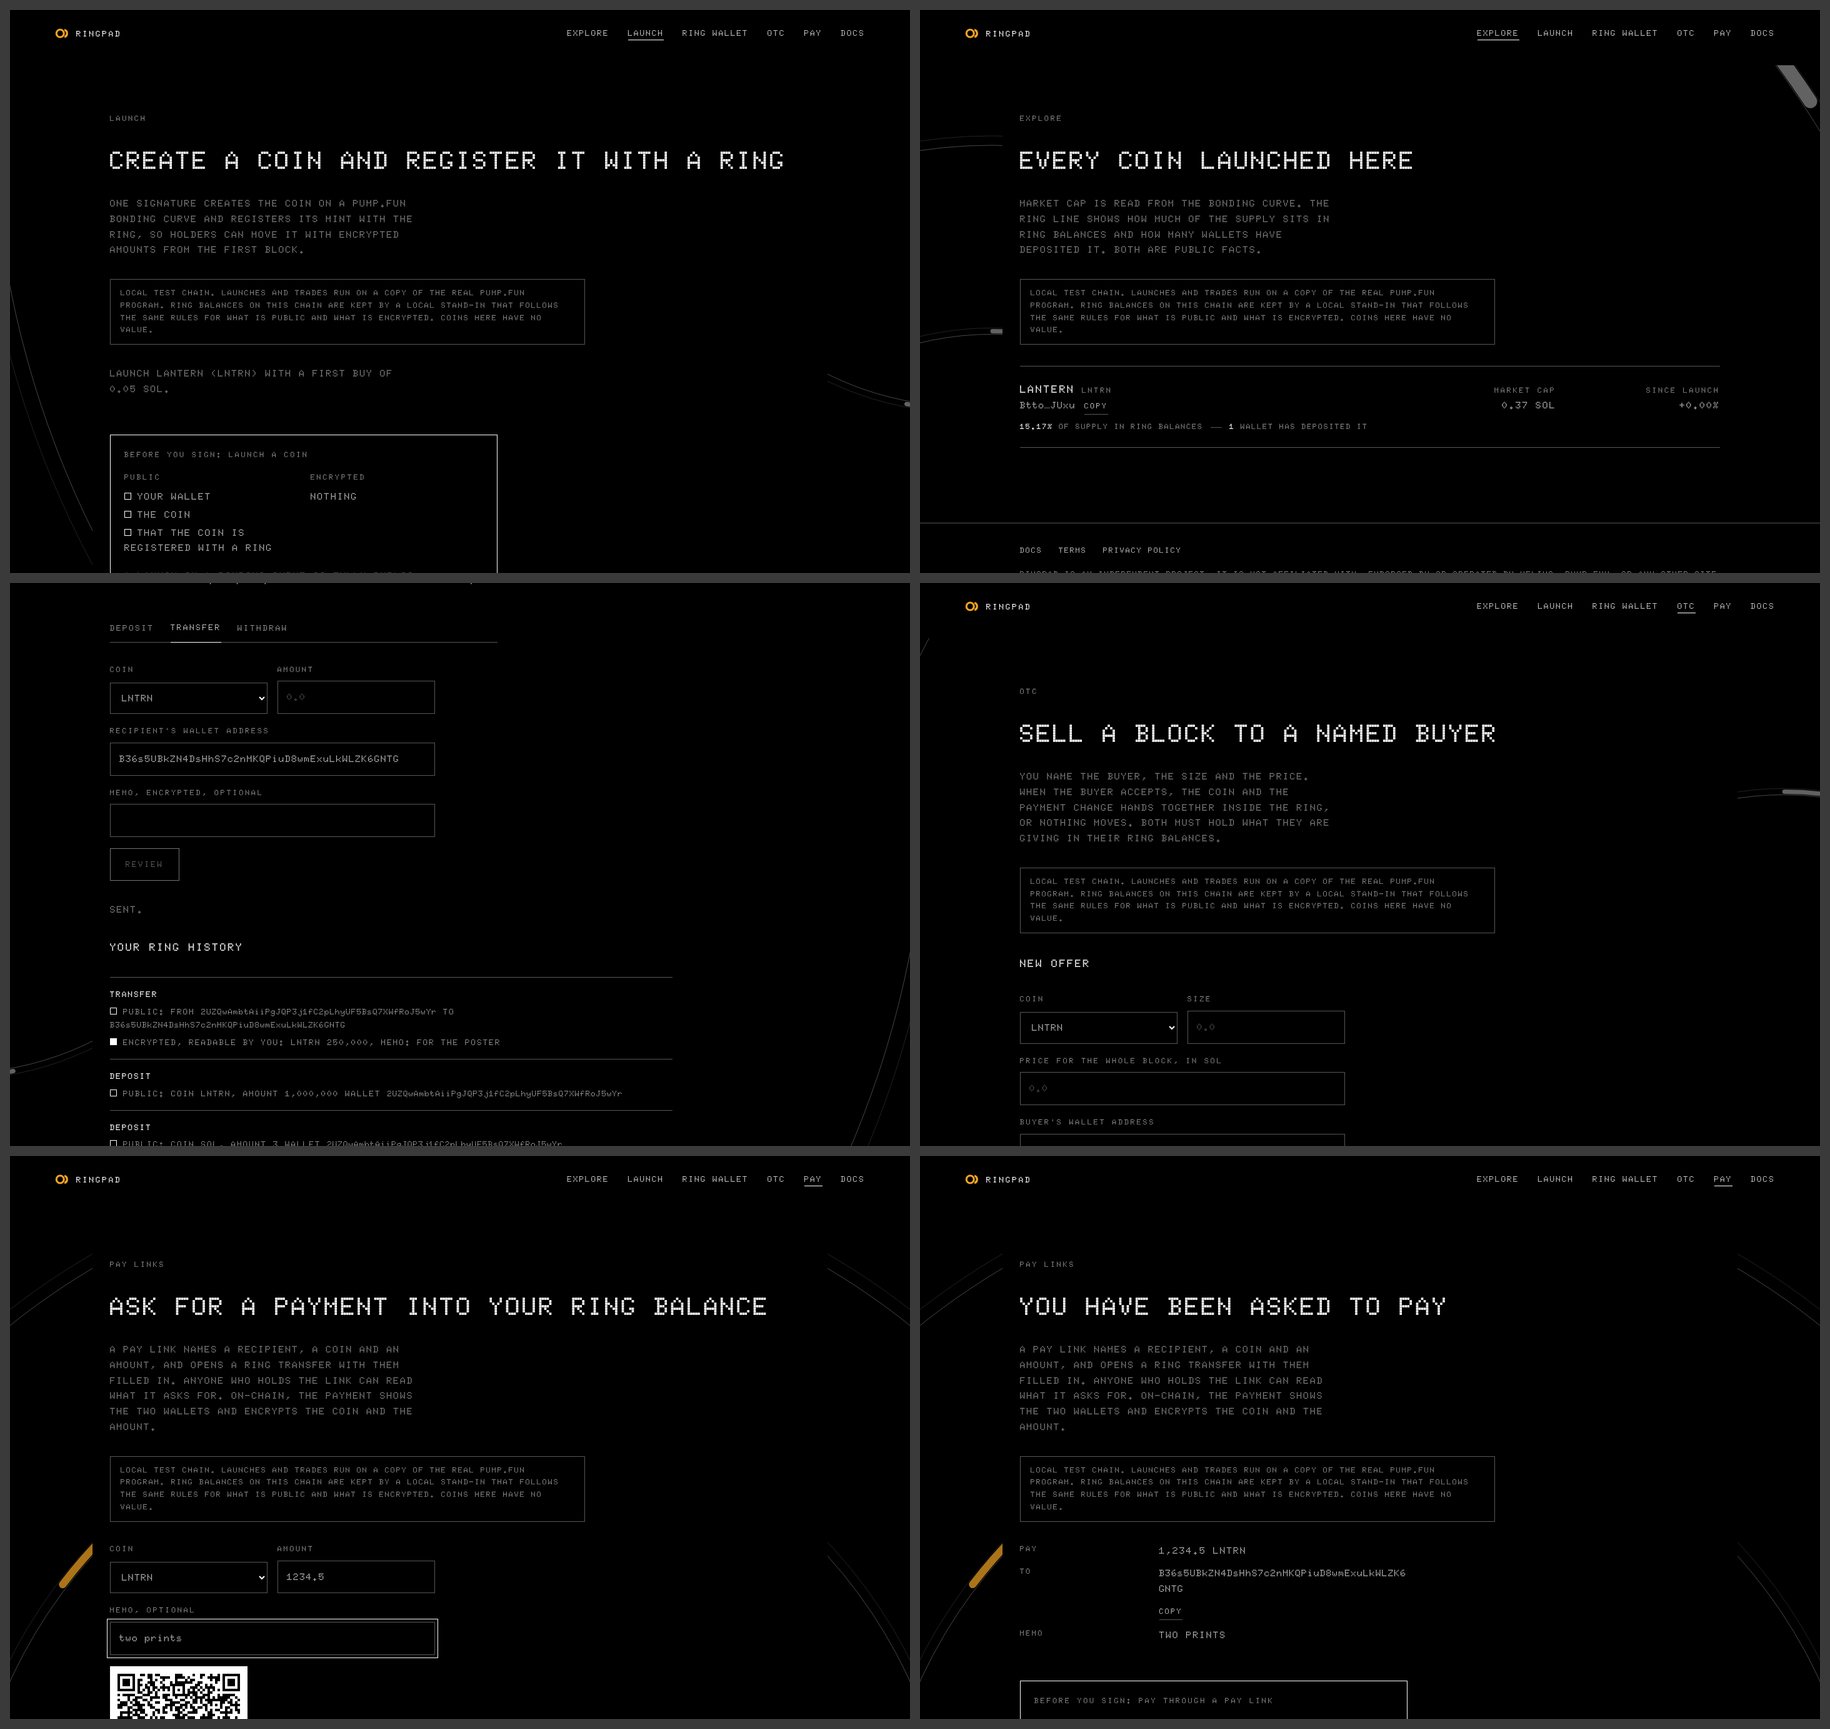 RINGPAD
EXPLORE LAUNCH RING WALLET OTC PAY DOCS
LAUNCH
CREATE A COIN AND REGISTER IT WITH A RING
ONE SIGNATURE CREATES THE COIN ON A PUMP.FUN
BONDING CURVE AND REGISTERS ITS MINT WITH THE
RING, SO HOLDERS CAN MOVE IT WITH ENCRYPTED
AMOUNTS FROM THE FIRST BLOCK.
LOCAL TEST CHAIN. LAUNCHES AND TRADES RUN ON A COPY OF THE REAL PUMP.FUN
PROGRAM. RING BALANCES ON THIS CHAIN ARE KEPT BY A LOCAL STAND-IN THAT FOLLOWS
THE SAME RULES FOR WHAT IS PUBLIC AND WHAT IS ENCRYPTED. COINS HERE HAVE NO
VALUE.
LAUNCH LANTERN (LNTRN) WITH A FIRST BUY OF
0.05 SOL.
BEFORE YOU SIGN: LAUNCH A COIN
PUBLIC ENCRYPTED
YOUR WALLET NOTHING
THE COIN
THAT THE COIN IS
REGISTERED WITH A RING
RINGPAD
EXPLORE LAUNCH RING WALLET OTC PAY DOCS
EXPLORE
EVERY COIN LAUNCHED HERE
MARKET CAP IS READ FROM THE BONDING CURVE. THE
RING LINE SHOWS HOW MUCH OF THE SUPPLY SITS IN
RING BALANCES AND HOW MANY WALLETS HAVE
DEPOSITED IT. BOTH ARE PUBLIC FACTS.
LOCAL TEST CHAIN. LAUNCHES AND TRADES RUN ON A COPY OF THE REAL PUMP.FUN
PROGRAM. RING BALANCES ON THIS CHAIN ARE KEPT BY A LOCAL STAND-IN THAT FOLLOWS
THE SAME RULES FOR WHAT IS PUBLIC AND WHAT IS ENCRYPTED. COINS HERE HAVE NO
VALUE.
LANTERN LNTRN MARKET CAP SINCE LAUNCH
Btto…JUxu COPY 0.37 SOL +0.00%
15.17% OF SUPPLY IN RING BALANCES — 1 WALLET HAS DEPOSITED IT
DOCS TERMS PRIVACY POLICY
DEPOSIT TRANSFER WITHDRAW
COIN AMOUNT
LNTRN 0.0
RECIPIENT'S WALLET ADDRESS
B36s5UBkZN4DsHhS7c2nMKQPiuD8wmExuLkWLZK6GNTG
MEMO, ENCRYPTED, OPTIONAL
REVIEW
SENT.
YOUR RING HISTORY
TRANSFER
PUBLIC: FROM 2UZQwAmbtAiiPgJQP3j1fC2pLhyUF5BsQ7XWfRoJ5wYr TO
B36s5UBkZN4DsHhS7c2nMKQPiuD8wmExuLkWLZK6GNTG
ENCRYPTED, READABLE BY YOU: LNTRN 250,000, MEMO: FOR THE POSTER
DEPOSIT
PUBLIC: COIN LNTRN, AMOUNT 1,000,000 WALLET 2UZQwAmbtAiiPgJQP3j1fC2pLhyUF5BsQ7XWfRoJ5wYr
DEPOSIT
PUBLIC: COIN SOL, AMOUNT 3 WALLET 2UZQwAmbtAiiPgJQP3j1fC2pLhyUF5BsQ7XWfRoJ5wYr
RINGPAD
EXPLORE LAUNCH RING WALLET OTC PAY DOCS
OTC
SELL A BLOCK TO A NAMED BUYER
YOU NAME THE BUYER, THE SIZE AND THE PRICE.
WHEN THE BUYER ACCEPTS, THE COIN AND THE
PAYMENT CHANGE HANDS TOGETHER INSIDE THE RING,
OR NOTHING MOVES. BOTH MUST HOLD WHAT THEY ARE
GIVING IN THEIR RING BALANCES.
LOCAL TEST CHAIN. LAUNCHES AND TRADES RUN ON A COPY OF THE REAL PUMP.FUN
PROGRAM. RING BALANCES ON THIS CHAIN ARE KEPT BY A LOCAL STAND-IN THAT FOLLOWS
THE SAME RULES FOR WHAT IS PUBLIC AND WHAT IS ENCRYPTED. COINS HERE HAVE NO
VALUE.
NEW OFFER
COIN SIZE
LNTRN 0.0
PRICE FOR THE WHOLE BLOCK, IN SOL
0.0
BUYER'S WALLET ADDRESS
RINGPAD
EXPLORE LAUNCH RING WALLET OTC PAY DOCS
PAY LINKS
ASK FOR A PAYMENT INTO YOUR RING BALANCE
A PAY LINK NAMES A RECIPIENT, A COIN AND AN
AMOUNT, AND OPENS A RING TRANSFER WITH THEM
FILLED IN. ANYONE WHO HOLDS THE LINK CAN READ
WHAT IT ASKS FOR. ON-CHAIN, THE PAYMENT SHOWS
THE TWO WALLETS AND ENCRYPTS THE COIN AND THE
AMOUNT.
LOCAL TEST CHAIN. LAUNCHES AND TRADES RUN ON A COPY OF THE REAL PUMP.FUN
PROGRAM. RING BALANCES ON THIS CHAIN ARE KEPT BY A LOCAL STAND-IN THAT FOLLOWS
THE SAME RULES FOR WHAT IS PUBLIC AND WHAT IS ENCRYPTED. COINS HERE HAVE NO
VALUE.
COIN AMOUNT
LNTRN 1234.5
MEMO, OPTIONAL
two prints
RINGPAD
EXPLORE LAUNCH RING WALLET OTC PAY DOCS
PAY LINKS
YOU HAVE BEEN ASKED TO PAY
A PAY LINK NAMES A RECIPIENT, A COIN AND AN
AMOUNT, AND OPENS A RING TRANSFER WITH THEM
FILLED IN. ANYONE WHO HOLDS THE LINK CAN READ
WHAT IT ASKS FOR. ON-CHAIN, THE PAYMENT SHOWS
THE TWO WALLETS AND ENCRYPTS THE COIN AND THE
AMOUNT.
LOCAL TEST CHAIN. LAUNCHES AND TRADES RUN ON A COPY OF THE REAL PUMP.FUN
PROGRAM. RING BALANCES ON THIS CHAIN ARE KEPT BY A LOCAL STAND-IN THAT FOLLOWS
THE SAME RULES FOR WHAT IS PUBLIC AND WHAT IS ENCRYPTED. COINS HERE HAVE NO
VALUE.
PAY 1,234.5 LNTRN
TO B36s5UBkZN4DsHhS7c2nMKQPiuD8wmExuLkWLZK6
GNTG
COPY
MEMO TWO PRINTS
BEFORE YOU SIGN: PAY THROUGH A PAY LINK